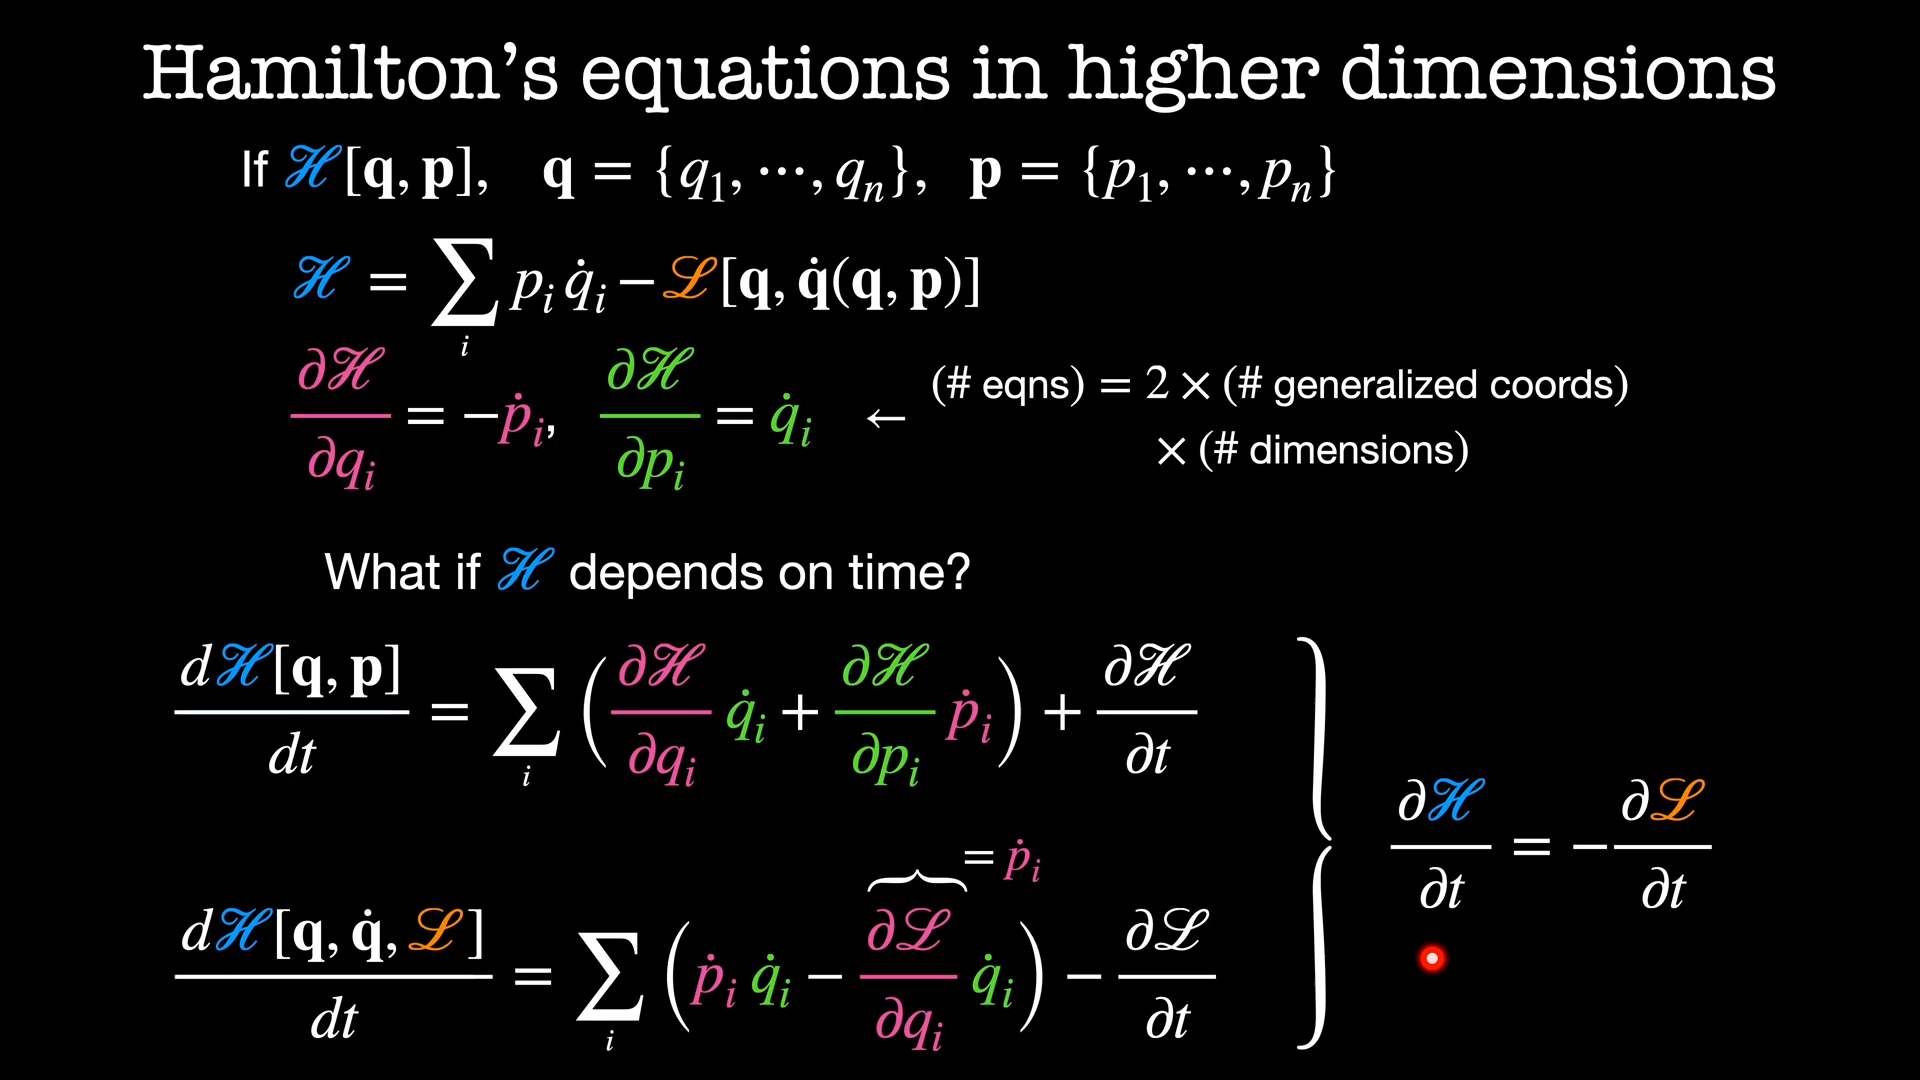 Hamilton’s equations in higher dimensions
If ℋ[𝐪, 𝐩], 𝐪 = {q₁, ⋯, qₙ}, 𝐩 = {p₁, ⋯, pₙ}
ℋ = ∑ᵢ pᵢ q̇ᵢ − ℒ[𝐪, 𝐪̇(𝐪, 𝐩)]
∂ℋ/∂qᵢ = −ṗᵢ, ∂ℋ/∂pᵢ = q̇ᵢ ← (# eqns) = 2 × (# generalized coords)
× (# dimensions)
What if ℋ depends on time?
dℋ[𝐪, 𝐩]/dt = ∑ᵢ (∂ℋ/∂qᵢ q̇ᵢ + ∂ℋ/∂pᵢ ṗᵢ) + ∂ℋ/∂t
= ṗᵢ
dℋ[𝐪, 𝐪̇, ℒ]/dt = ∑ᵢ (ṗᵢ q̇ᵢ − ∂ℒ/∂qᵢ q̇ᵢ) − ∂ℒ/∂t
∂ℋ/∂t = −∂ℒ/∂t